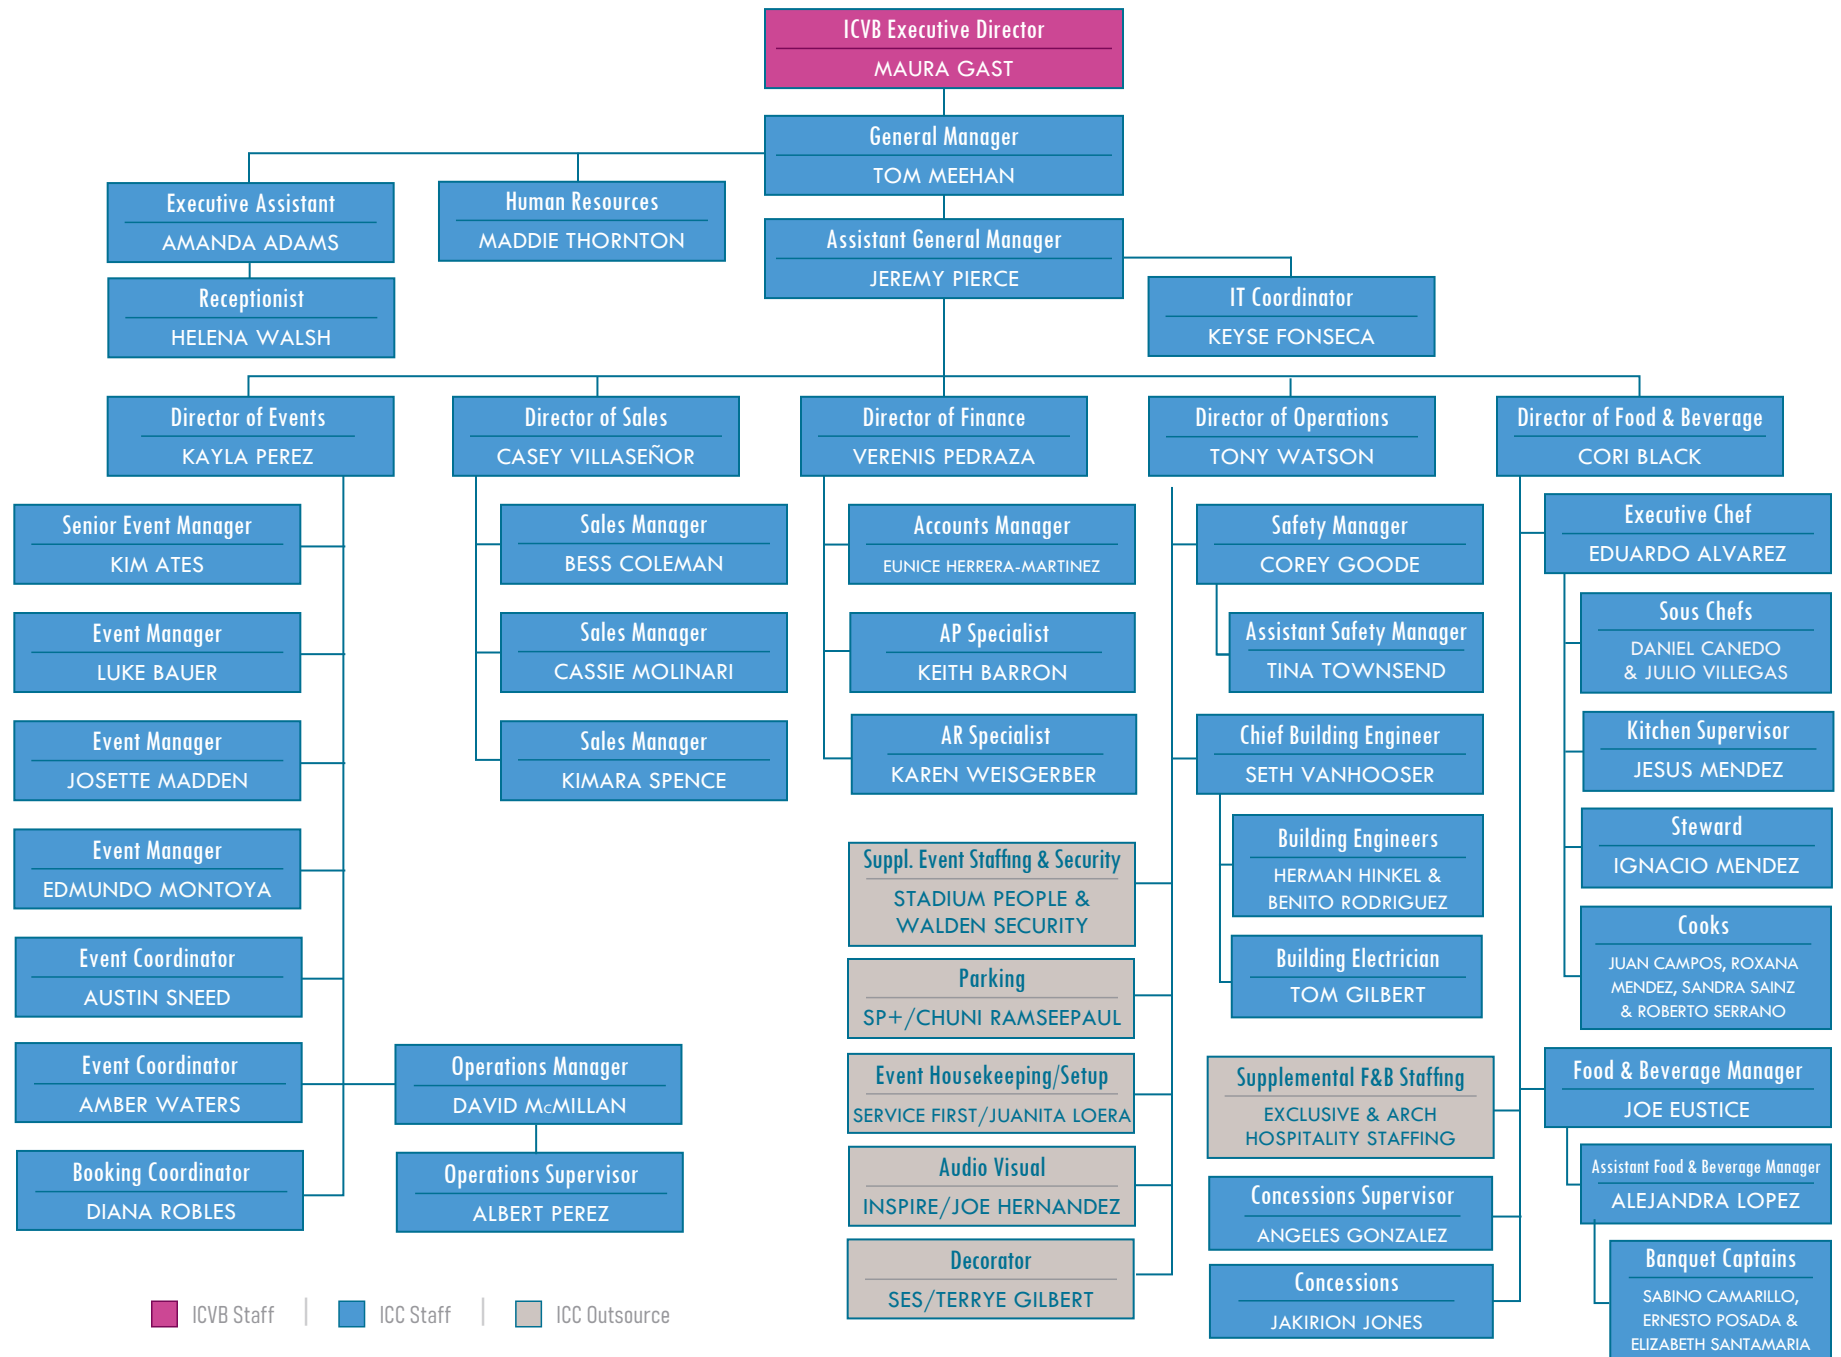 ICVB Executive Director
MAURA GAST
General Manager
TOM MEEHAN
Executive Assistant
AMANDA ADAMS
Human Resources
MADDIE THORNTON
Assistant General Manager
JEREMY PIERCE
Receptionist
HELENA WALSH
IT Coordinator
KEYSE FONSECA
Director of Events
KAYLA PEREZ
Senior Event Manager
KIM ATES
Event Manager
LUKE BAUER
Event Manager
JOSETTE MADDEN
Event Manager
EDMUNDO MONTOYA
Event Coordinator
AUSTIN SNEED
Event Coordinator
AMBER WATERS
Booking Coordinator
DIANA ROBLES
Operations Manager
DAVID McMILLAN
Operations Supervisor
ALBERT PEREZ
Director of Sales
CASEY VILLASEÑOR
Sales Manager
BESS COLEMAN
Sales Manager
CASSIE MOLINARI
Sales Manager
KIMARA SPENCE
Director of Finance
VERENIS PEDRAZA
Accounts Manager
EUNICE HERRERA-MARTINEZ
AP Specialist
KEITH BARRON
AR Specialist
KAREN WEISGERBER
Director of Operations
TONY WATSON
Safety Manager
COREY GOODE
Assistant Safety Manager
TINA TOWNSEND
Chief Building Engineer
SETH VANHOOSER
Building Engineers
HERMAN HINKEL &
BENITO RODRIGUEZ
Building Electrician
TOM GILBERT
Suppl. Event Staffing & Security
STADIUM PEOPLE &
WALDEN SECURITY
Parking
SP+/CHUNI RAMSEEPAUL
Event Housekeeping/Setup
SERVICE FIRST/JUANITA LOERA
Audio Visual
INSPIRE/JOE HERNANDEZ
Decorator
SES/TERRYE GILBERT
Director of Food & Beverage
CORI BLACK
Executive Chef
EDUARDO ALVAREZ
Sous Chefs
DANIEL CANEDO
& JULIO VILLEGAS
Kitchen Supervisor
JESUS MENDEZ
Steward
IGNACIO MENDEZ
Cooks
JUAN CAMPOS, ROXANA
MENDEZ, SANDRA SAINZ
& ROBERTO SERRANO
Food & Beverage Manager
JOE EUSTICE
Assistant Food & Beverage Manager
ALEJANDRA LOPEZ
Banquet Captains
SABINO CAMARILLO,
ERNESTO POSADA &
ELIZABETH SANTAMARIA
Supplemental F&B Staffing
EXCLUSIVE & ARCH
HOSPITALITY STAFFING
Concessions Supervisor
ANGELES GONZALEZ
Concessions
JAKIRION JONES
ICVB Staff
ICC Staff
ICC Outsource